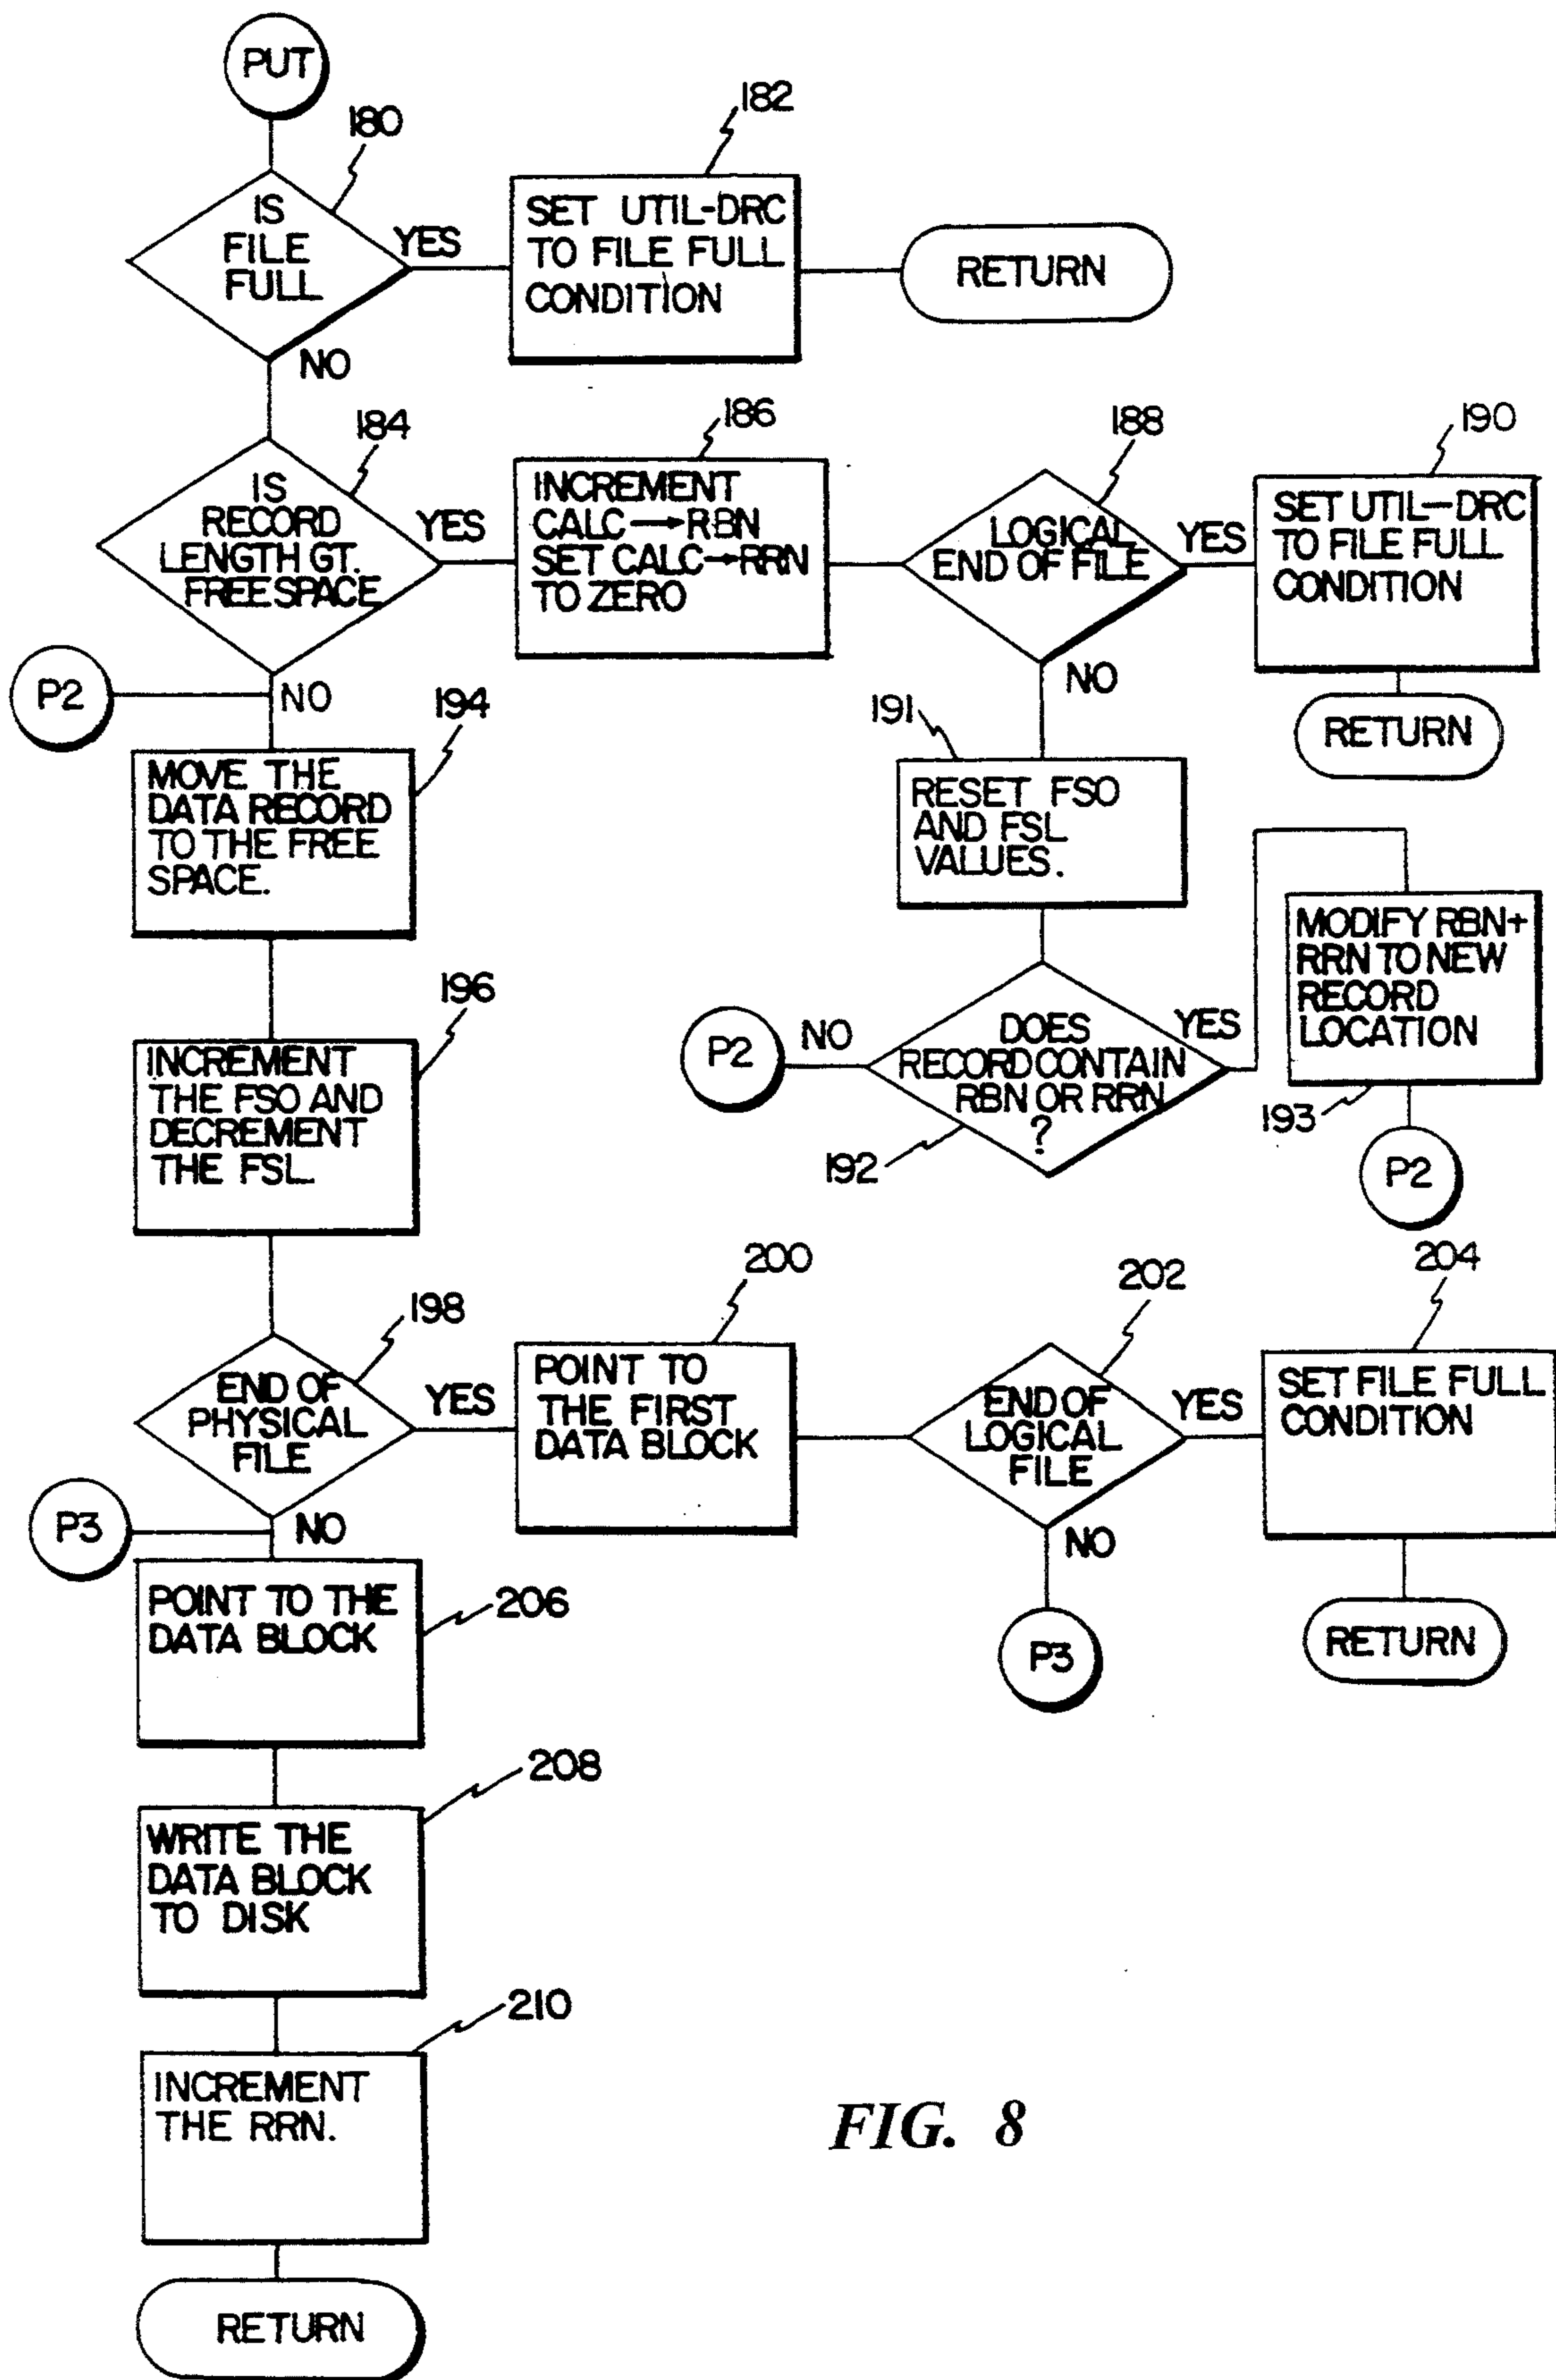 PUT
180
IS
FILE
FULL
YES
NO
182
SET UTIL-DRC
TO FILE FULL
CONDITION
RETURN
184
IS
RECORD
LENGTH GT.
FREE SPACE
YES
NO
186
INCREMENT
CALC→RBN
SET CALC→RRN
TO ZERO
188
LOGICAL
END OF FILE
YES
NO
190
SET UTIL-DRC
TO FILE FULL
CONDITION
RETURN
P2
194
MOVE THE
DATA RECORD
TO THE FREE
SPACE.
191
RESET FSO
AND FSL
VALUES.
192
DOES
RECORD CONTAIN
RBN OR RRN
?
NO
P2
YES
MODIFY RBN+
RRN TO NEW
RECORD
LOCATION
193
P2
196
INCREMENT
THE FSO AND
DECREMENT
THE FSL.
198
END OF
PHYSICAL
FILE
YES
NO
200
POINT TO
THE FIRST
DATA BLOCK
202
END OF
LOGICAL
FILE
YES
NO
P3
204
SET FILE FULL
CONDITION
RETURN
P3
POINT TO THE
DATA BLOCK
206
208
WRITE THE
DATA BLOCK
TO DISK
210
INCREMENT
THE RRN.
RETURN
FIG. 8